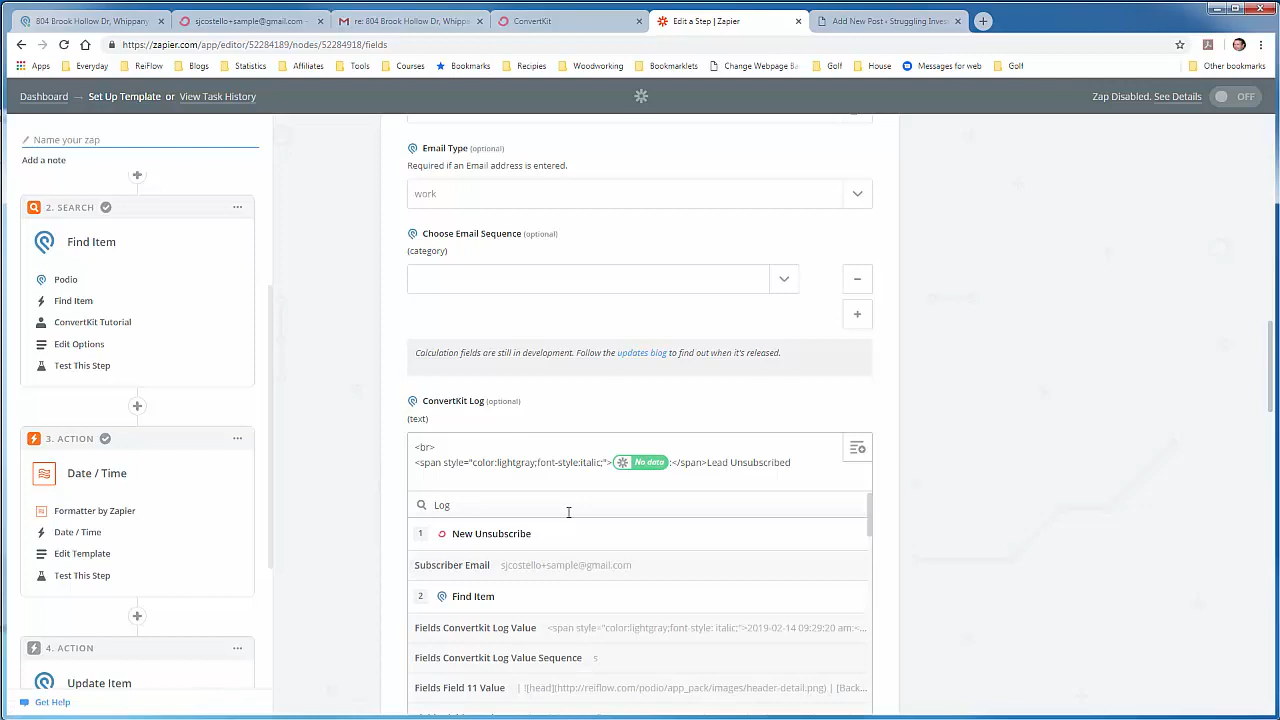 804 Brook Hollow Dr, Whippany
sjcostello+sample@gmail.com -
re: 804 Brook Hollow Dr, Whippa
ConvertKit
Edit a Step | Zapier
Add New Post ‹ Struggling Inves
https://zapier.com/app/editor/52284189/nodes/52284918/fields
Apps
Everyday
ReiFlow
Blogs
Statistics
Affiliates
Tools
Courses
Bookmarks
Recipies
Woodworking
Bookmarklets
Change Webpage Ba
Golf
House
Messages for web
Golf
Other bookmarks
Dashboard → Set Up Template or View Task History
Zap Disabled. See Details
OFF
Name your zap
Add a note
2. SEARCH
Find Item
Podio
Find Item
ConvertKit Tutorial
Edit Options
Test This Step
3. ACTION
Date / Time
Formatter by Zapier
Date / Time
Edit Template
Test This Step
4. ACTION
Update Item
Get Help
Email Type (optional)
Required if an Email address is entered.
work
Choose Email Sequence (optional)
(category)
Calculation fields are still in development. Follow the updates blog to find out when it's released.
ConvertKit Log (optional)
(text)
<br>
<span style="color:lightgray;font-style:italic;"> No data :</span>Lead Unsubscribed
Log
1 New Unsubscribe
Subscriber Email sjcostello+sample@gmail.com
2 Find Item
Fields Convertkit Log Value <span style="color:lightgray;font-style: italic;">2019-02-14 09:29:20 am:<...
Fields Convertkit Log Value Sequence 5
Fields Field 11 Value | ![head](http://reiflow.com/podio/app_pack/images/header-detail.png) | [Back...